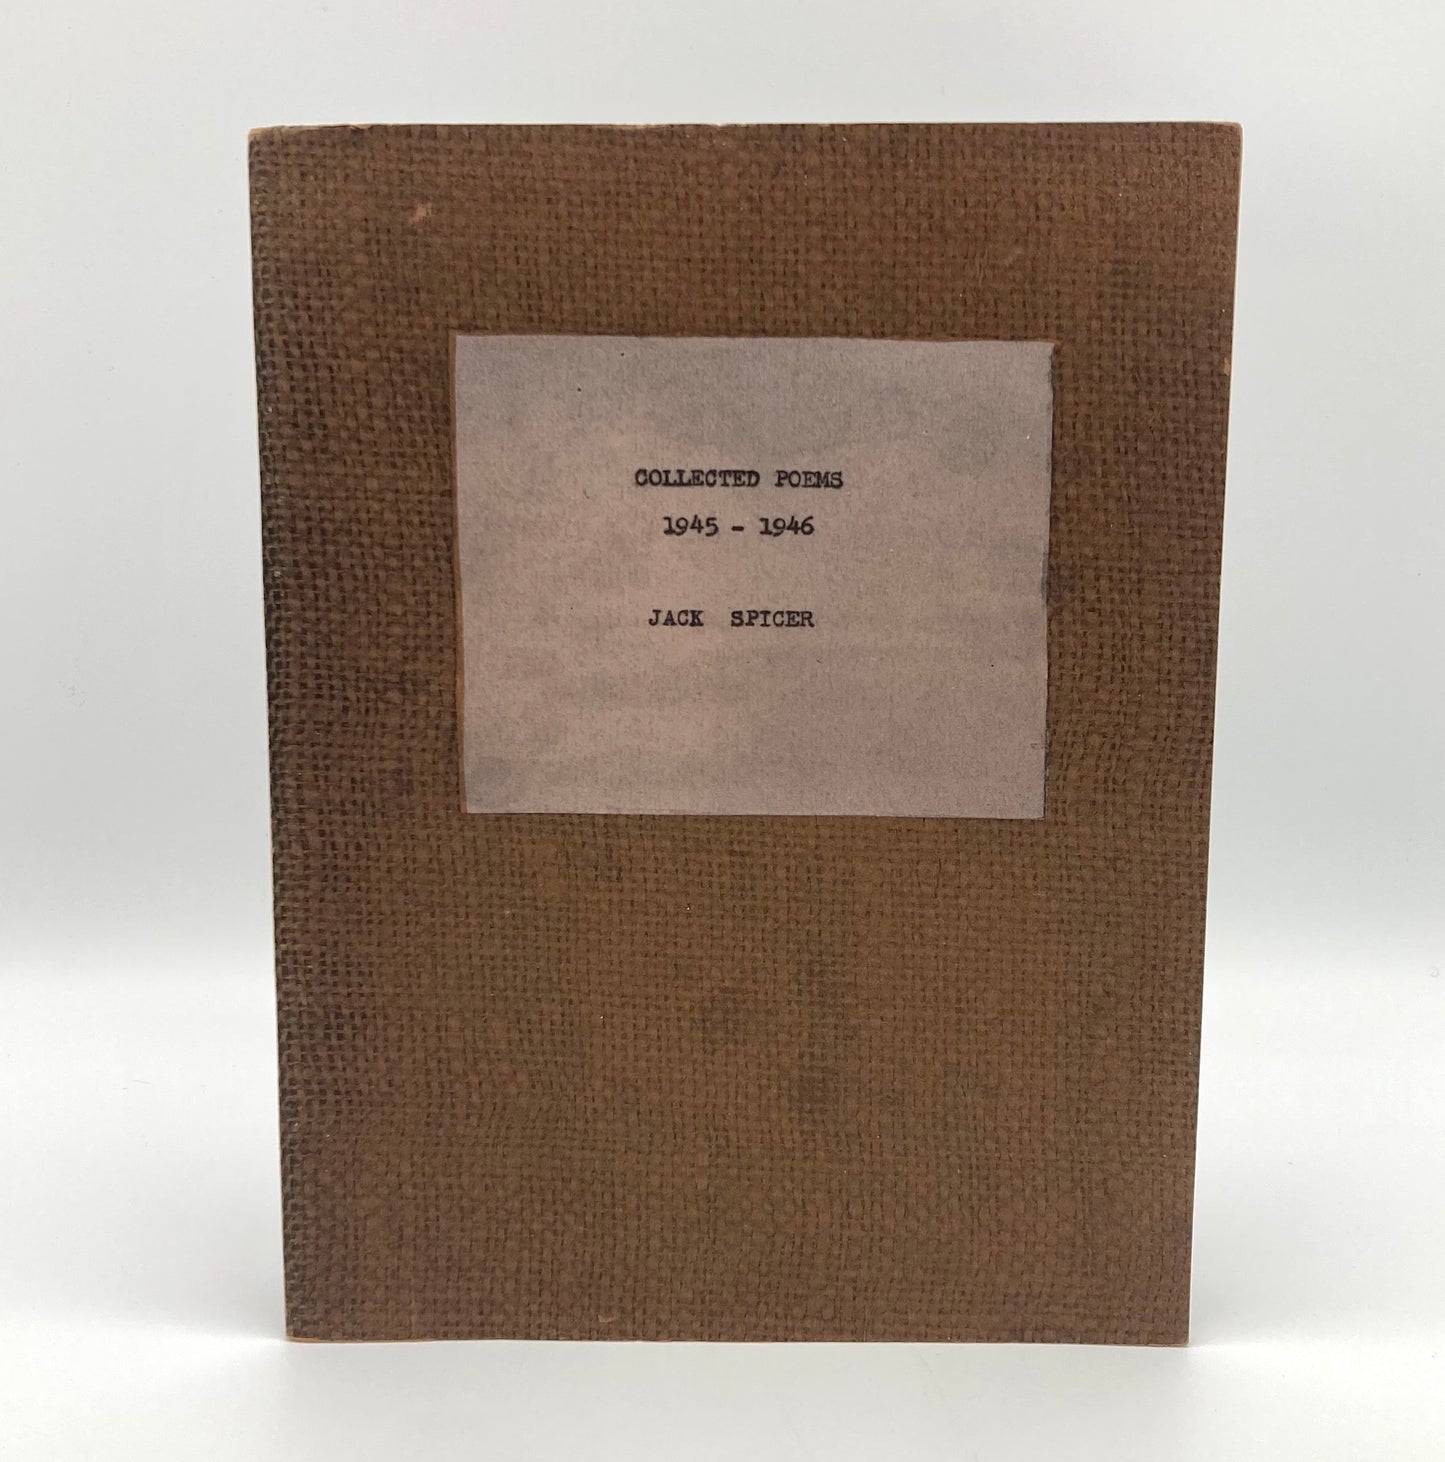 COLLECTED POEMS
1945 - 1946
JACK SPICER